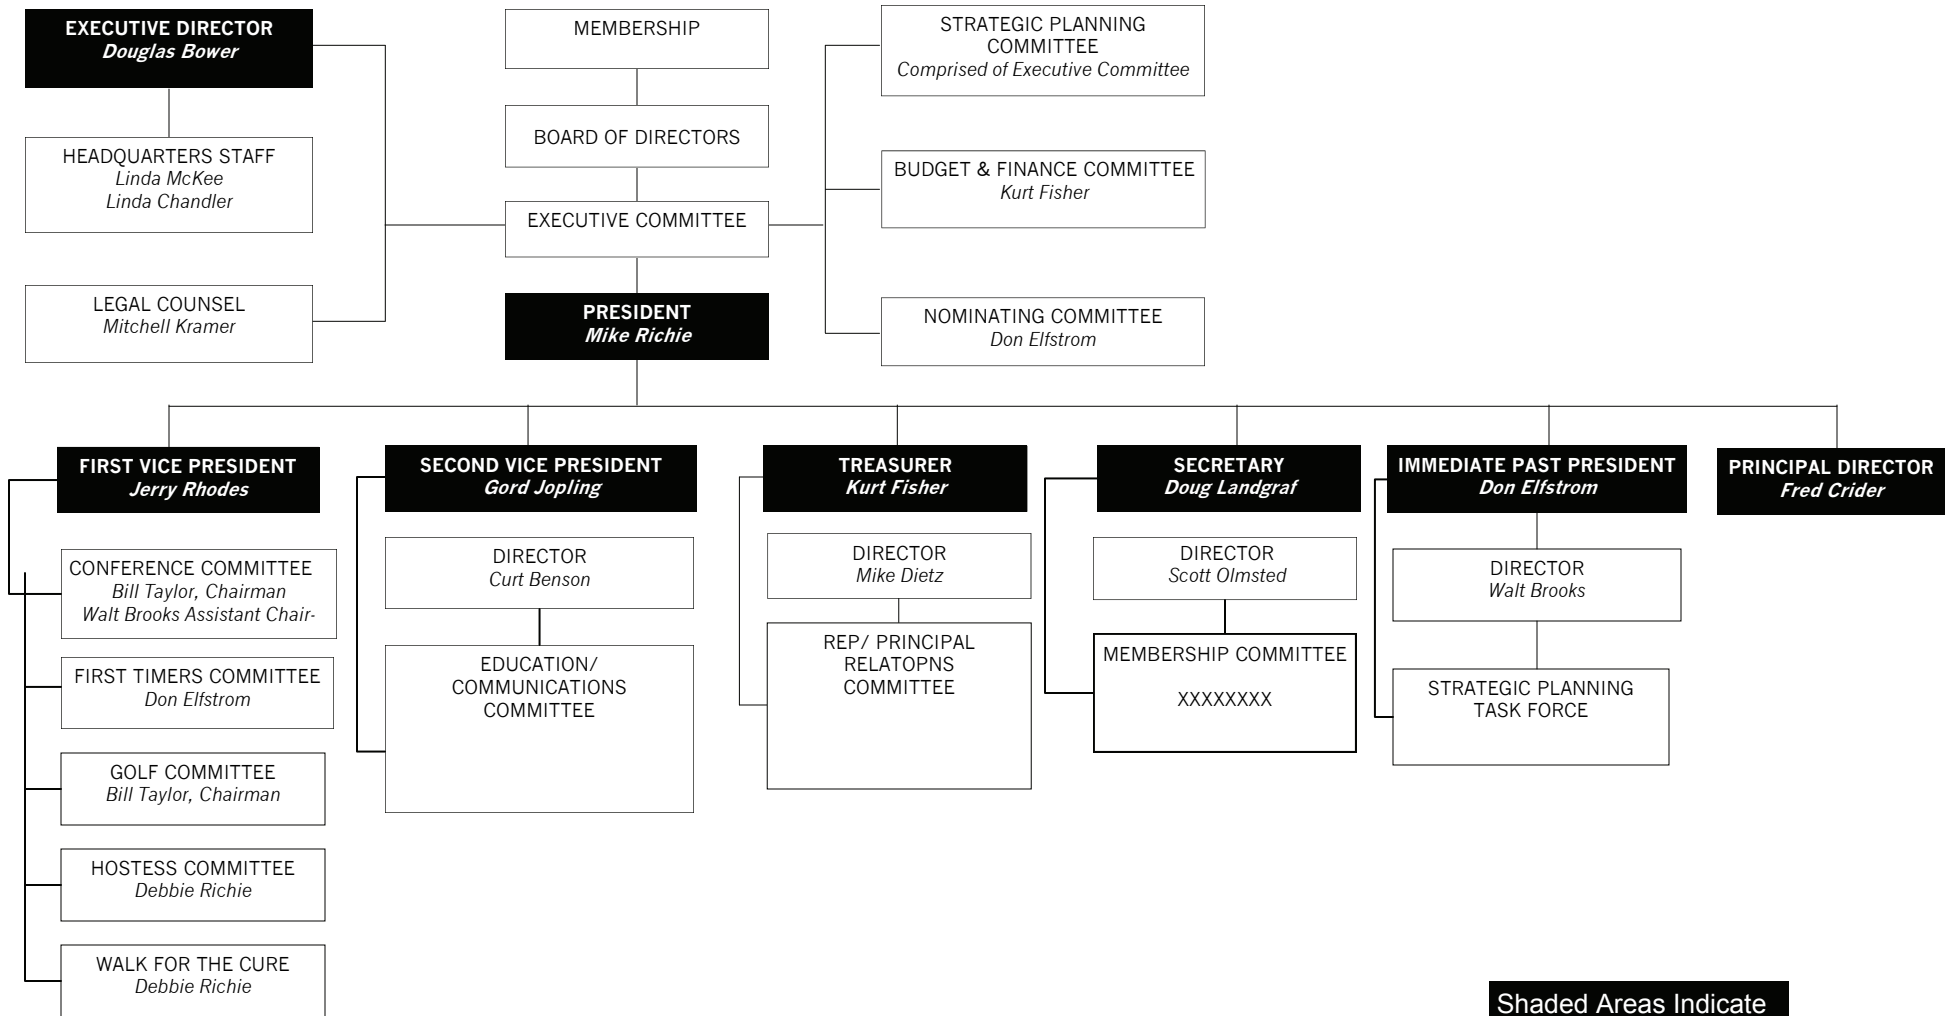 EXECUTIVE DIRECTOR
Douglas Bower
MEMBERSHIP
STRATEGIC PLANNING
COMMITTEE
Comprised of Executive Committee
HEADQUARTERS STAFF
Linda McKee
Linda Chandler
BOARD OF DIRECTORS
BUDGET & FINANCE COMMITTEE
Kurt Fisher
EXECUTIVE COMMITTEE
LEGAL COUNSEL
Mitchell Kramer
PRESIDENT
Mike Richie
NOMINATING COMMITTEE
Don Elfstrom
FIRST VICE PRESIDENT
Jerry Rhodes
SECOND VICE PRESIDENT
Gord Jopling
TREASURER
Kurt Fisher
SECRETARY
Doug Landgraf
IMMEDIATE PAST PRESIDENT
Don Elfstrom
PRINCIPAL DIRECTOR
Fred Crider
CONFERENCE COMMITTEE
Bill Taylor, Chairman
Walt Brooks Assistant Chair-
DIRECTOR
Curt Benson
DIRECTOR
Mike Dietz
DIRECTOR
Scott Olmsted
DIRECTOR
Walt Brooks
FIRST TIMERS COMMITTEE
Don Elfstrom
EDUCATION/
COMMUNICATIONS
COMMITTEE
REP/ PRINCIPAL
RELATOPNS
COMMITTEE
MEMBERSHIP COMMITTEE
XXXXXXXX
STRATEGIC PLANNING
TASK FORCE
GOLF COMMITTEE
Bill Taylor, Chairman
HOSTESS COMMITTEE
Debbie Richie
WALK FOR THE CURE
Debbie Richie
Shaded Areas Indicate